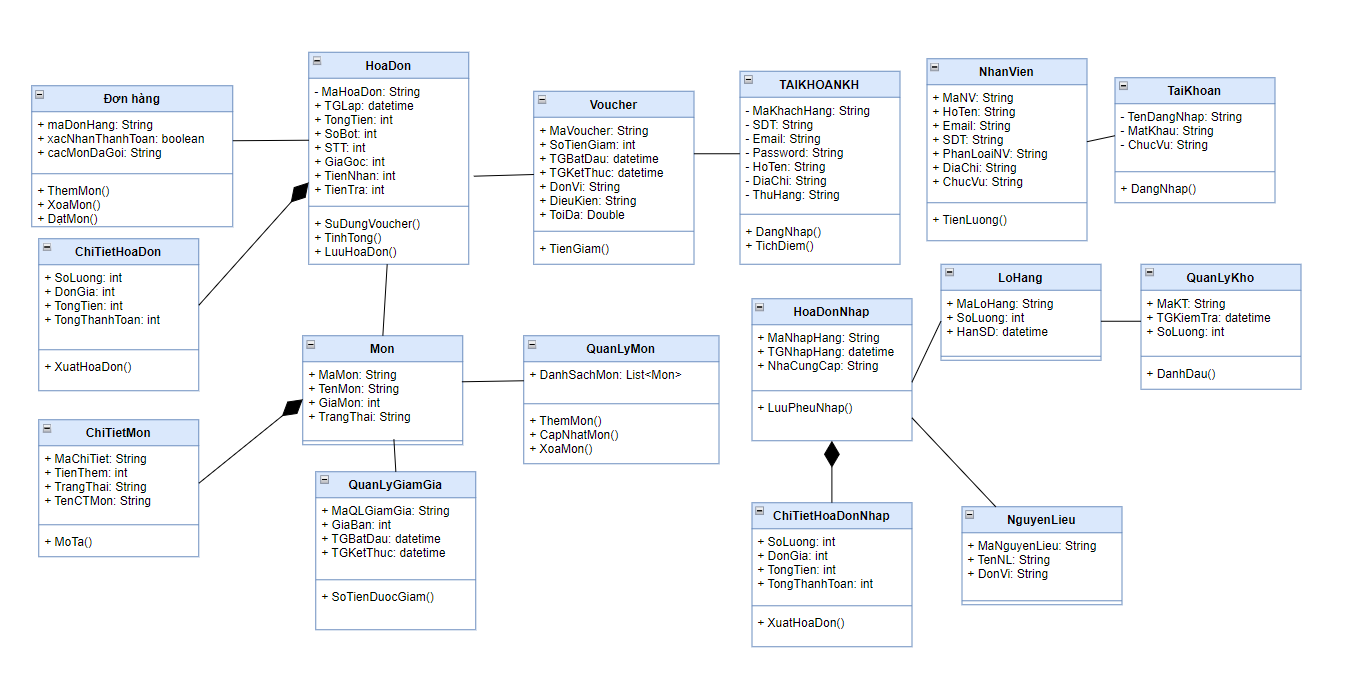 Đơn hàng
+ maDonHang: String
+ xacNhanThanhToan: boolean
+ cacMonDaGoi: String
+ ThemMon()
+ XoaMon()
+ DatMon()
HoaDon
- MaHoaDon: String
+ TGLap: datetime
+ TongTien: int
+ SoBot: int
+ STT: int
+ GiaGoc: int
+ TienNhan: int
+ TienTra: int
+ SuDungVoucher()
+ TinhTong()
+ LuuHoaDon()
Voucher
+ MaVoucher: String
+ SoTienGiam: int
+ TGBatDau: datetime
+ TGKetThuc: datetime
+ DonVi: String
+ DieuKien: String
+ ToiDa: Double
+ TienGiam()
TAIKHOANKH
- MaKhachHang: String
- SDT: String
- Email: String
- Password: String
- HoTen: String
- DiaChi: String
- ThuHang: String
+ DangNhap()
+ TichDiem()
NhanVien
+ MaNV: String
+ HoTen: String
+ Email: String
+ SDT: String
+ PhanLoaiNV: String
+ DiaChi: String
+ ChucVu: String
+ TienLuong()
TaiKhoan
- TenDangNhap: String
- MatKhau: String
- ChucVu: String
+ DangNhap()
ChiTietHoaDon
+ SoLuong: int
+ DonGia: int
+ TongTien: int
+ TongThanhToan: int
+ XuatHoaDon()
Mon
+ MaMon: String
+ TenMon: String
+ GiaMon: int
+ TrangThai: String
QuanLyMon
+ DanhSachMon: List<Mon>
+ ThemMon()
+ CapNhatMon()
+ XoaMon()
HoaDonNhap
+ MaNhapHang: String
+ TGNhapHang: datetime
+ NhaCungCap: String
+ LuuPheuNhap()
LoHang
+ MaLoHang: String
+ SoLuong: int
+ HanSD: datetime
QuanLyKho
+ MaKT: String
+ TGKiemTra: datetime
+ SoLuong: int
+ DanhDau()
ChiTietMon
+ MaChiTiet: String
+ TienThem: int
+ TrangThai: String
+ TenCTMon: String
+ MoTa()
QuanLyGiamGia
+ MaQLGiamGia: String
+ GiaBan: int
+ TGBatDau: datetime
+ TGKetThuc: datetime
+ SoTienDuocGiam()
ChiTietHoaDonNhap
+ SoLuong: int
+ DonGia: int
+ TongTien: int
+ TongThanhToan: int
+ XuatHoaDon()
NguyenLieu
+ MaNguyenLieu: String
+ TenNL: String
+ DonVi: String